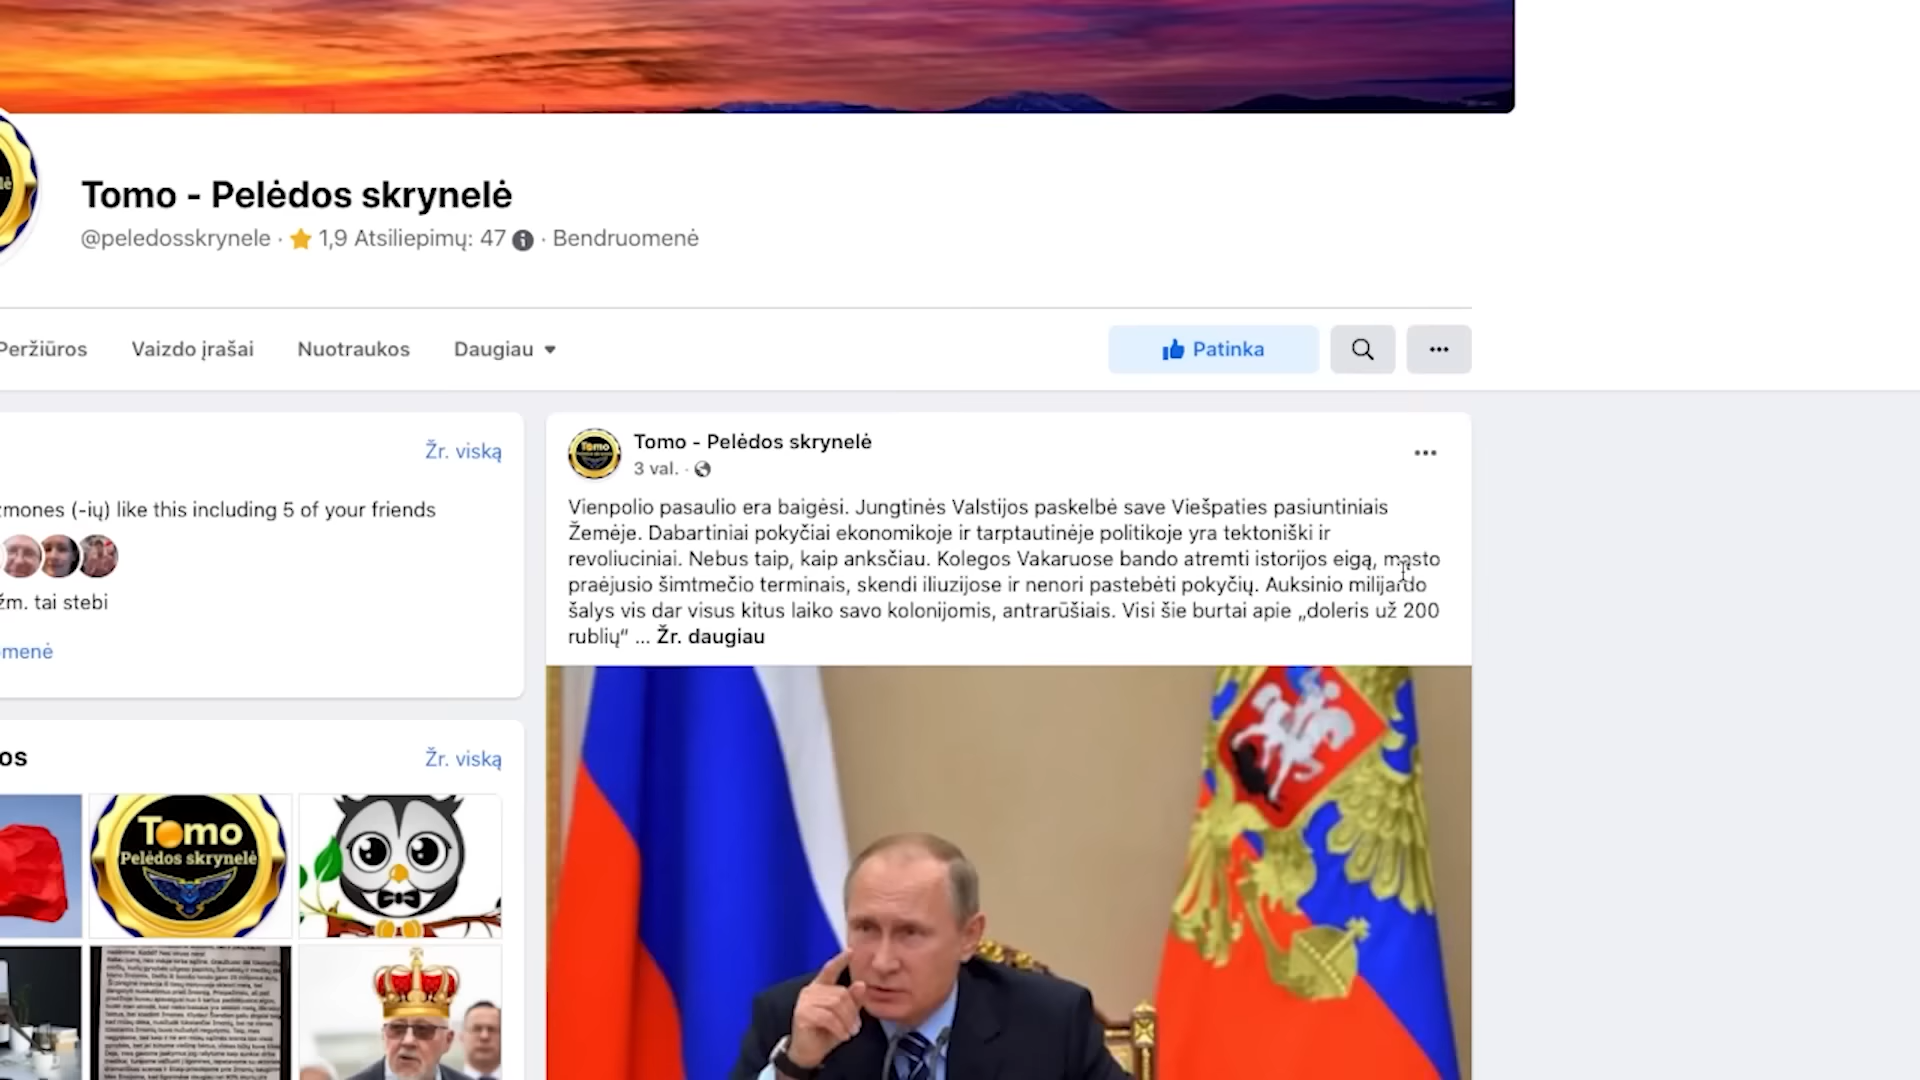 Tomo - Pelėdos skrynelė
@peledosskrynele · 1,9 Atsiliepimų: 47 · Bendruomenė
Peržiūros Vaizdo įrašai Nuotraukos Daugiau
Patinka
Žr. viską
žmones (-ių) like this including 5 of your friends
žm. tai stebi
omenė
os
Žr. viską
Tomo
Pelėdos skrynelė
Tomo - Pelėdos skrynelė
3 val. ·
Vienpolio pasaulio era baigėsi. Jungtinės Valstijos paskelbė save Viešpaties pasiuntiniais
Žemėje. Dabartiniai pokyčiai ekonomikoje ir tarptautinėje politikoje yra tektoniški ir
revoliuciniai. Nebus taip, kaip anksčiau. Kolegos Vakaruose bando atremti istorijos eigą, mąsto
praėjusio šimtmečio terminais, skendi iliuzijose ir nenori pastebėti pokyčių. Auksinio milijardo
šalys vis dar visus kitus laiko savo kolonijomis, antrarūšiais. Visi šie burtai apie „doleris už 200
rublių“ ... Žr. daugiau